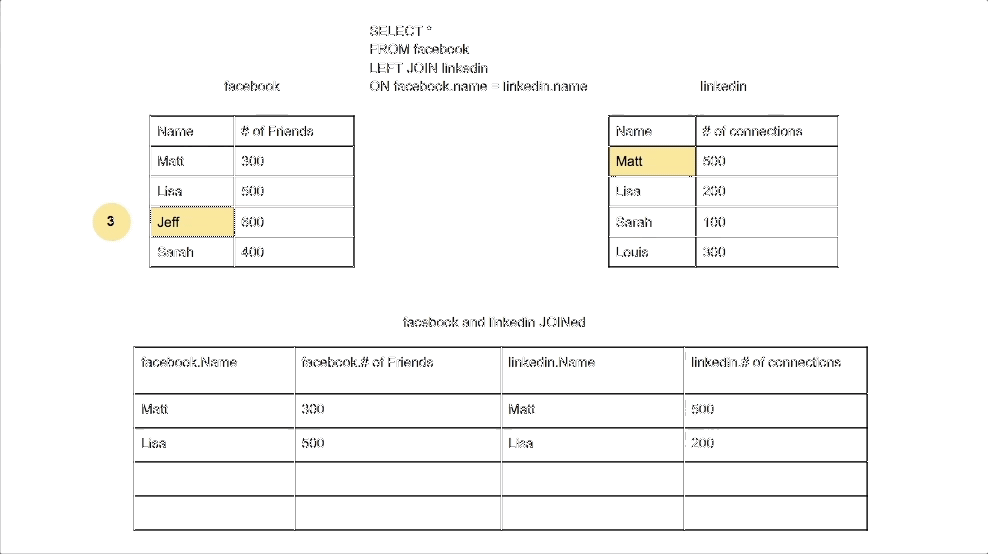 SELECT *
FROM facebook
LEFT JOIN linkedin
ON facebook.name = linkedin.name
facebook
linkedin
Name # of Friends
Matt 300
Lisa 500
3 Jeff
Sarah 400
Name # of connections
Matt 500
Lisa 200
Sarah 100
Louis 300
facebook and linkedin JOINed
facebook.Name facebook.# of Friends linkedin.Name linkedin.# of connections
Matt 300 Matt 500
Lisa 500 Lisa 200